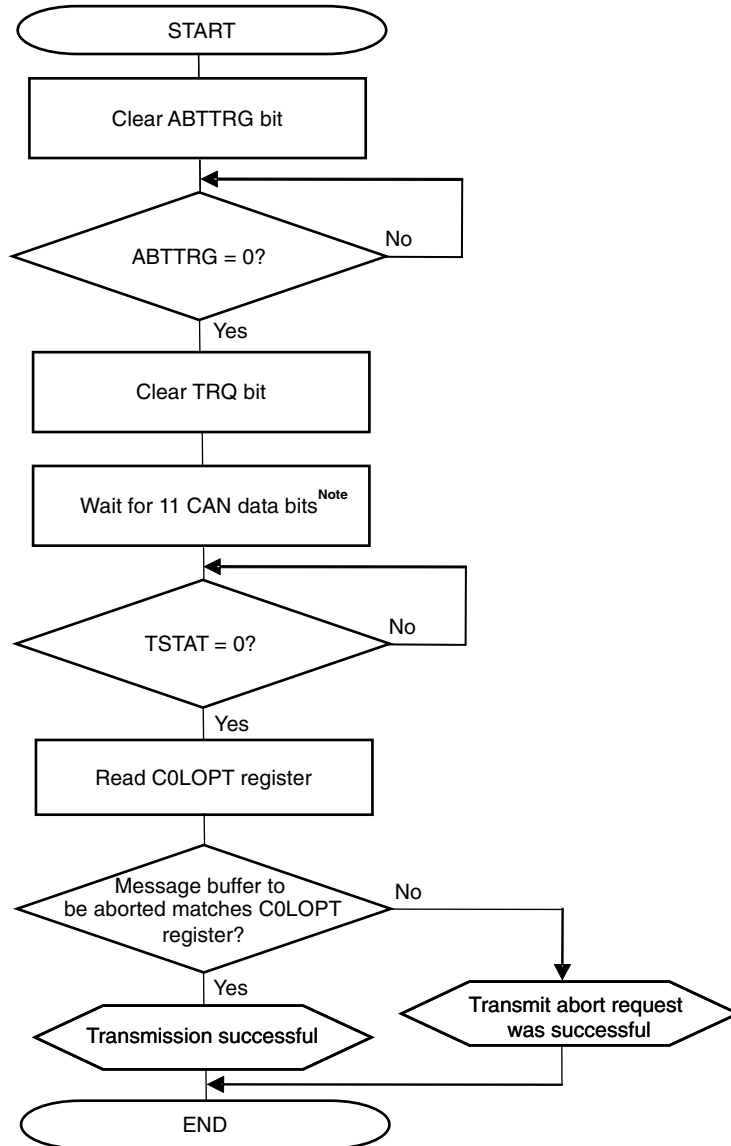 START
Clear ABTTRG bit
No
ABTTRG = 0?
Yes
Clear TRQ bit
Wait for 11 CAN data bitsNote
No
TSTAT = 0?
Yes
Read C0LOPT register
Message buffer to
be aborted matches C0LOPT
register?
No
Yes
Transmission successful
Transmit abort request
was successful
END